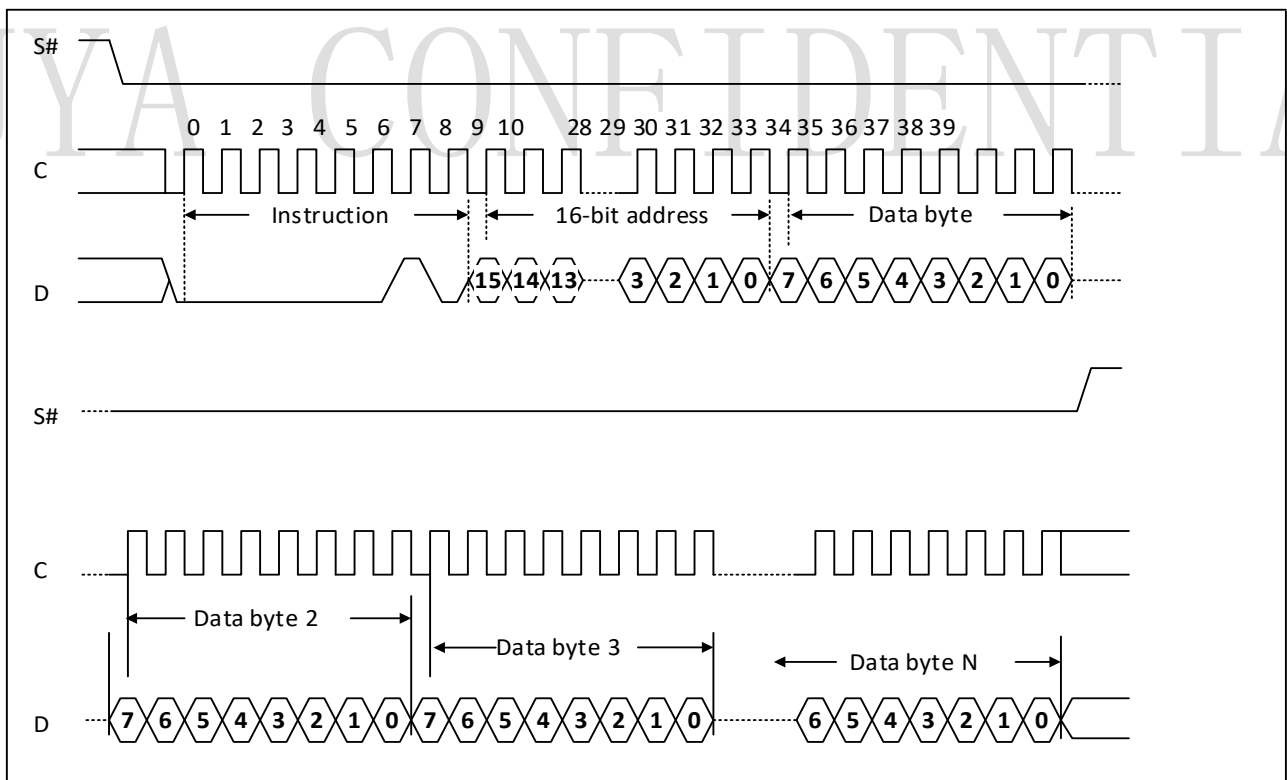 UYA CONFIDENTIA
S#
0 1 2 3 4 5 6 7 8 9 10 28 29 30 31 32 33 34 35 36 37 38 39
C
Instruction 16-bit address Data byte
D 15 14 13 3 2 1 0 7 6 5 4 3 2 1 0
S#
C
Data byte 2 Data byte 3 Data byte N
D 7 6 5 4 3 2 1 0 7 6 5 4 3 2 1 0 6 5 4 3 2 1 0